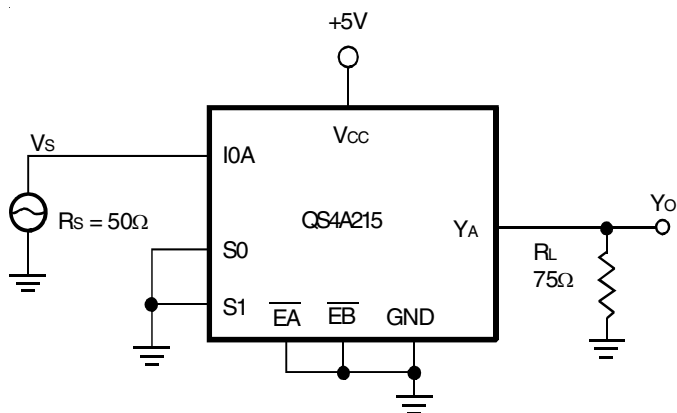 +5V
VCC
VS
I0A
RS = 50Ω
QS4A215
S0
YA
YO
RL
75Ω
S1
EA
EB
GND